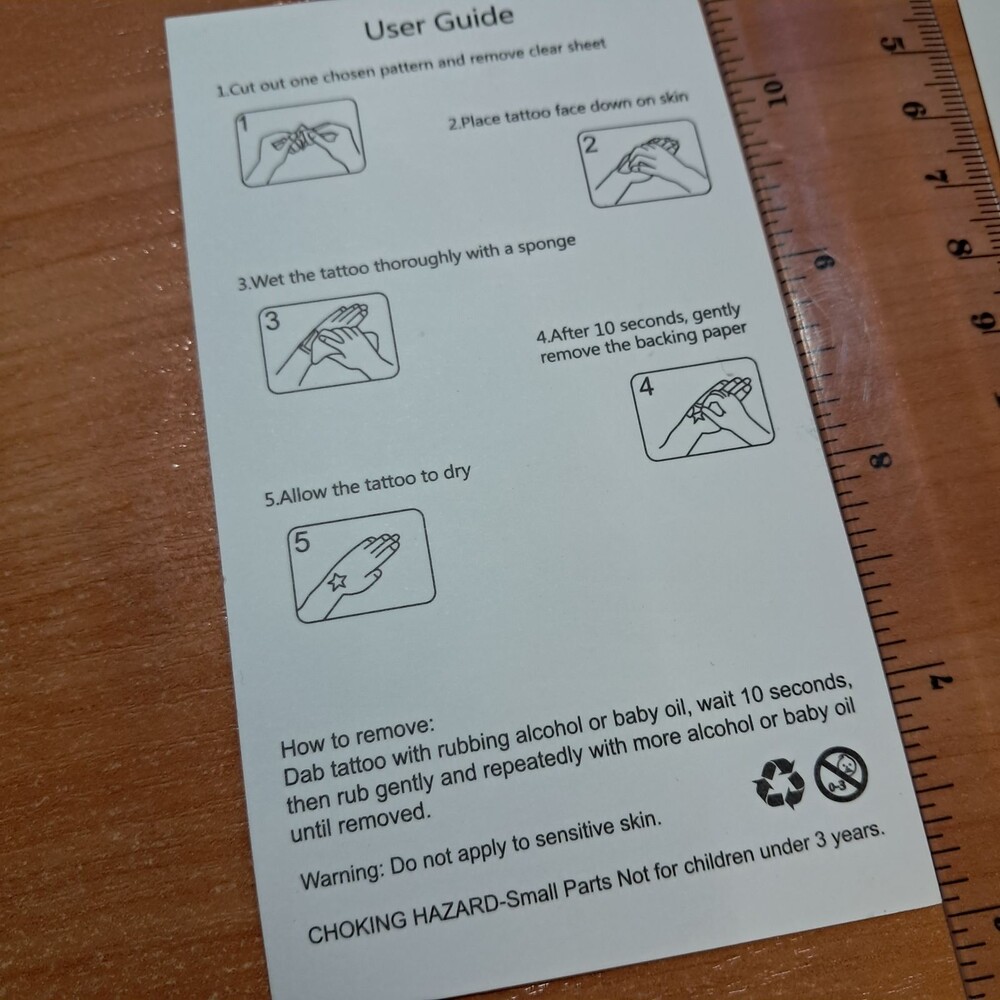 User Guide
1.Cut out one chosen pattern and remove clear sheet
1
2.Place tattoo face down on skin
2
3.Wet the tattoo thoroughly with a sponge
3
4.After 10 seconds, gently
remove the backing paper
4
5.Allow the tattoo to dry
5
How to remove:
Dab tattoo with rubbing alcohol or baby oil, wait 10 seconds,
then rub gently and repeatedly with more alcohol or baby oil
until removed.
0-3
Warning: Do not apply to sensitive skin.
CHOKING HAZARD-Small Parts Not for children under 3 years.
10
9
8
7
5
6
7
8
9